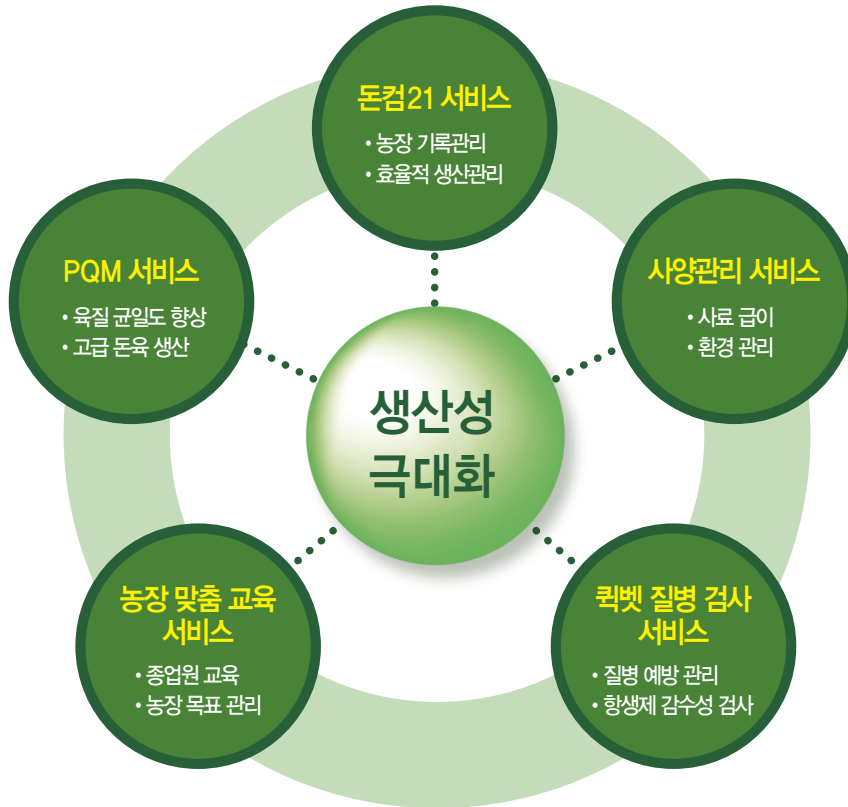 돈컴21 서비스
• 농장 기록관리
• 효율적 생산관리
PQM 서비스
• 육질 균일도 향상
• 고급 돈육 생산
사양관리 서비스
• 사료 급이
• 환경 관리
생산성
극대화
농장 맞춤 교육
서비스
• 종업원 교육
• 농장 목표 관리
퀵벳 질병 검사
서비스
• 질병 예방 관리
• 항생제 감수성 검사